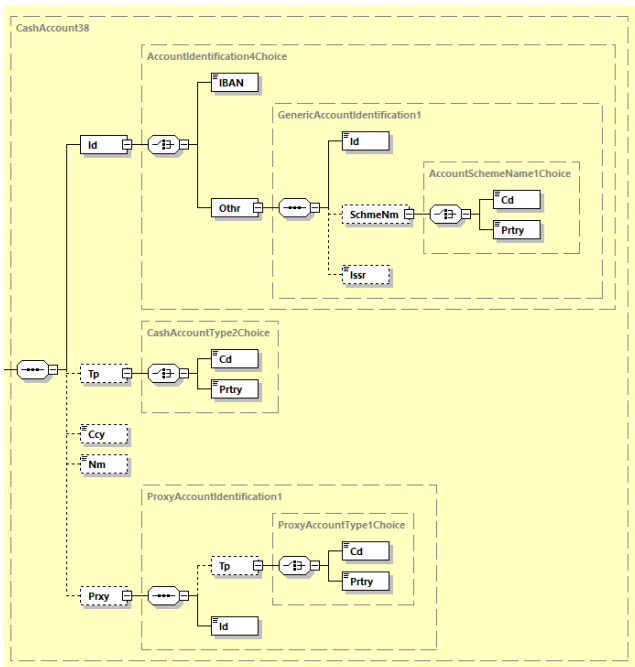 CashAccount38
AccountIdentification4Choice
IBAN
GenericAccountIdentification1
Id
Id
AccountSchemeName1Choice
Cd
Othr
SchmeNm
Prtry
Issr
CashAccountType2Choice
Cd
Tp
Prtry
Ccy
Nm
ProxyAccountIdentification1
ProxyAccountType1Choice
Cd
Tp
Prtry
Prxy
Id